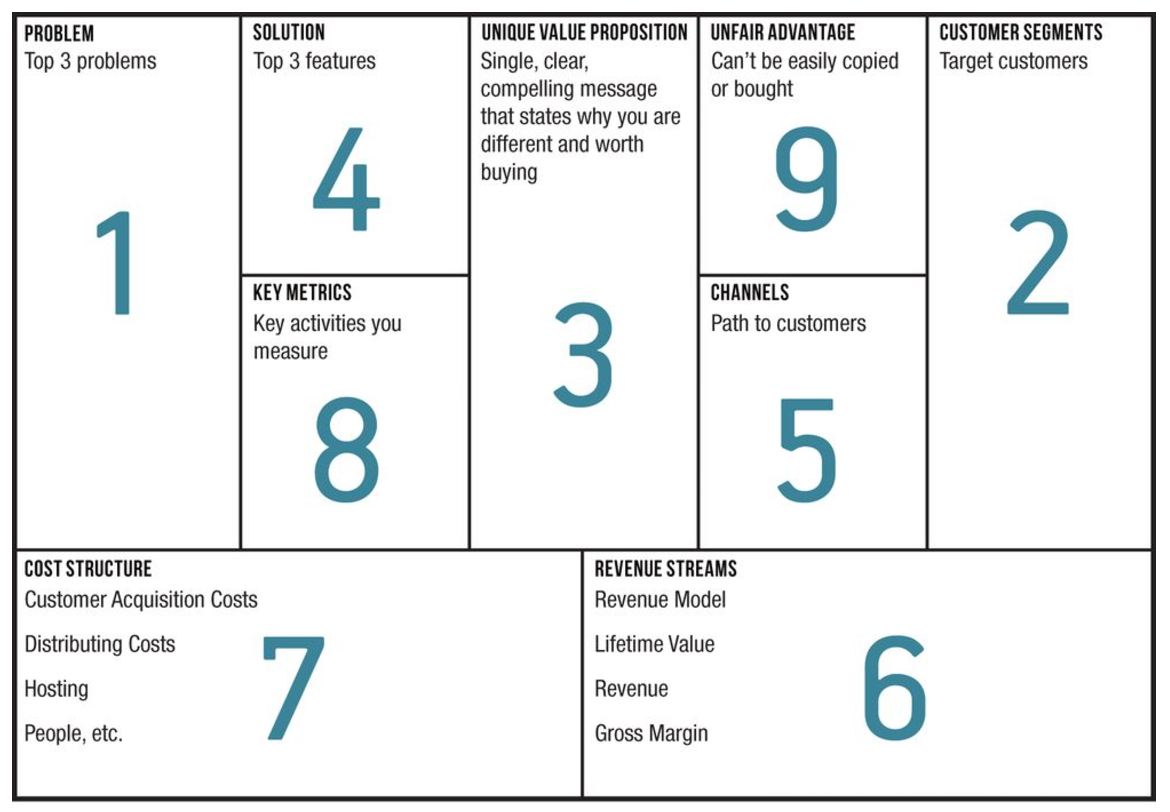 PROBLEM
Top 3 problems
1
SOLUTION
Top 3 features
4
KEY METRICS
Key activities you
measure
8
UNIQUE VALUE PROPOSITION
Single, clear,
compelling message
that states why you are
different and worth
buying
3
UNFAIR ADVANTAGE
Can't be easily copied
or bought
9
CHANNELS
Path to customers
5
CUSTOMER SEGMENTS
Target customers
2
COST STRUCTURE
Customer Acquisition Costs
Distributing Costs
Hosting
People, etc.
7
REVENUE STREAMS
Revenue Model
Lifetime Value
Revenue
Gross Margin
6